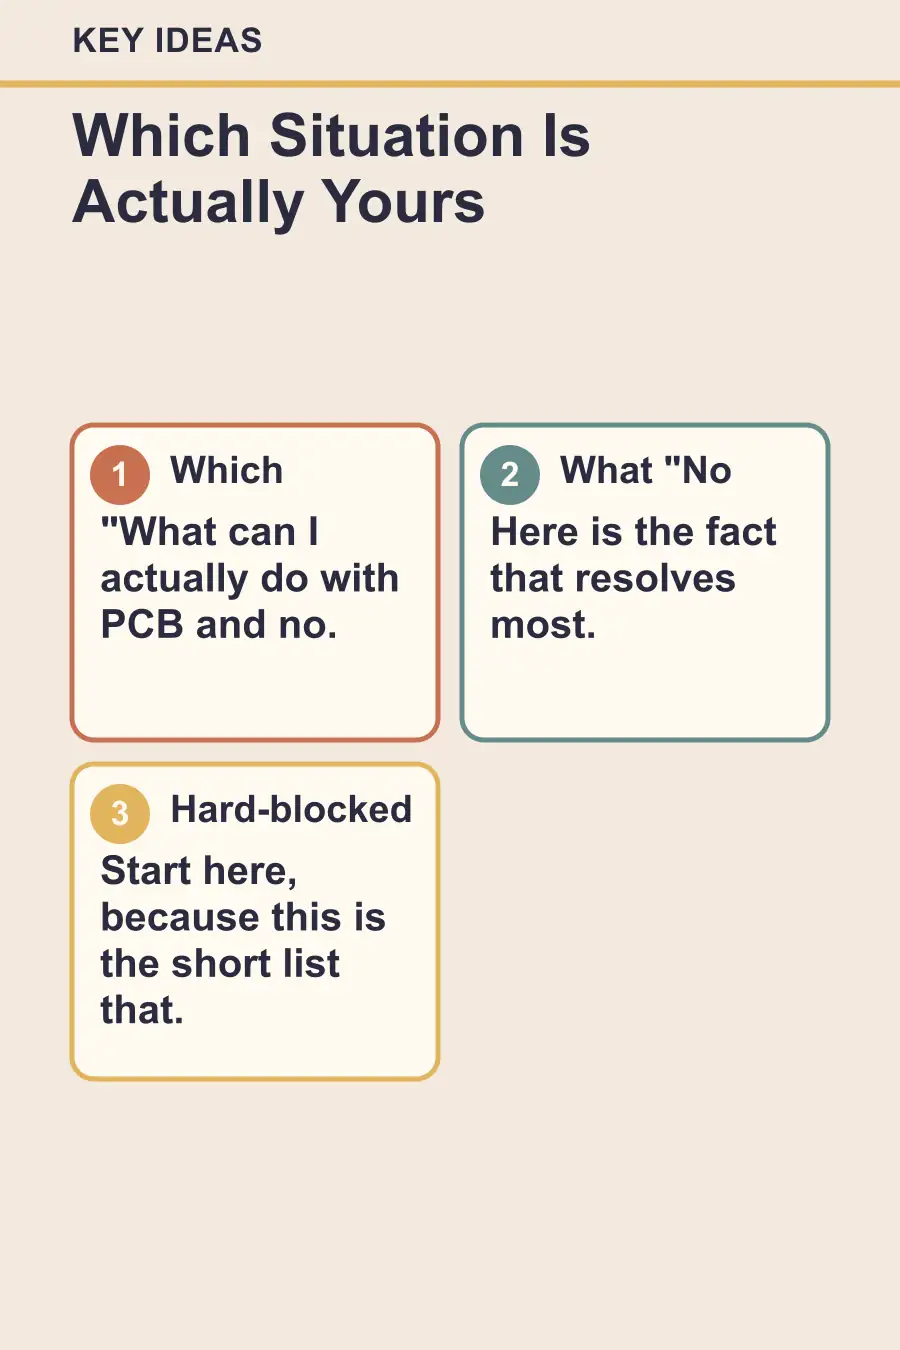 KEY IDEAS
Which Situation Is
Actually Yours
1 Which
"What can I
actually do with
PCB and no.
2 What "No
Here is the fact
that resolves
most.
3 Hard-blocked
Start here,
because this is
the short list
that.